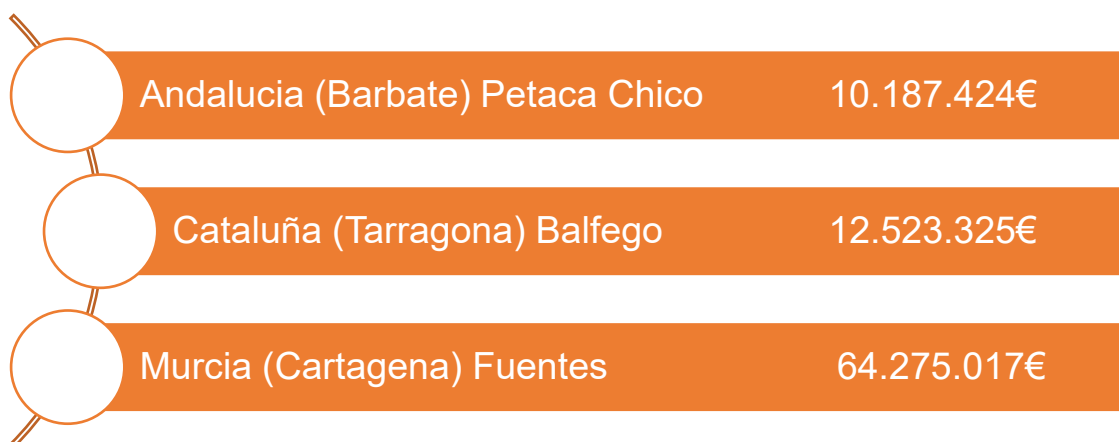 Andalucia (Barbate) Petaca Chico 10.187.424€
Cataluña (Tarragona) Balfego 12.523.325€
Murcia (Cartagena) Fuentes 64.275.017€